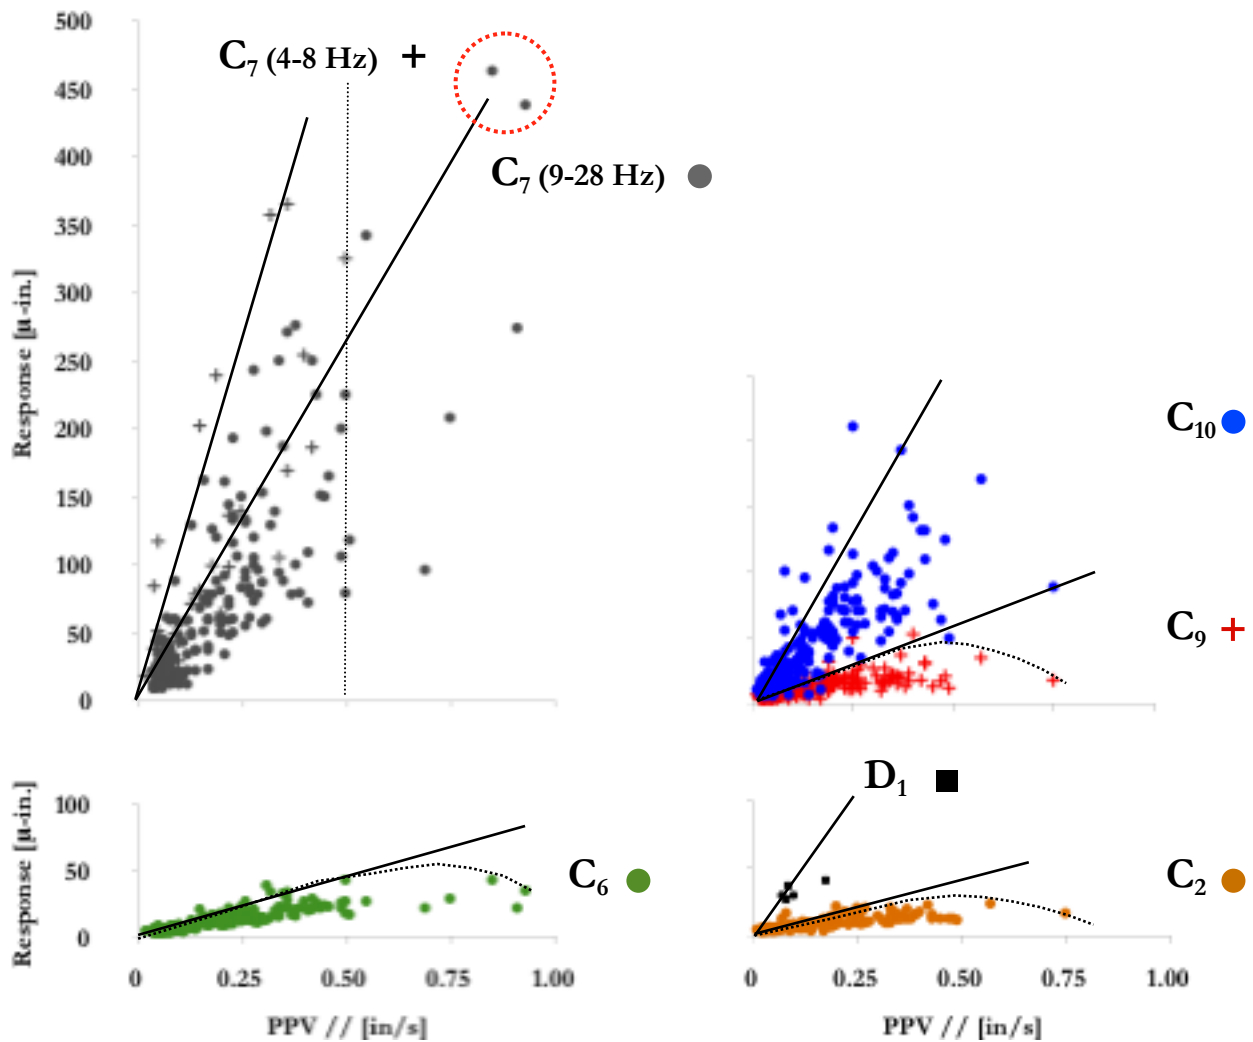 500
C7 (4-8 Hz) +
450
400
C7 (9-28 Hz)
350
300
250
200
150
100
50
0
Response [µ-in.]
C10
C9 +
D1
100
50
0
Response [µ-in.]
C6
C2
0 0.25 0.50 0.75 1.00
PPV // [in/s]
0 0.25 0.50 0.75 1.00
PPV // [in/s]